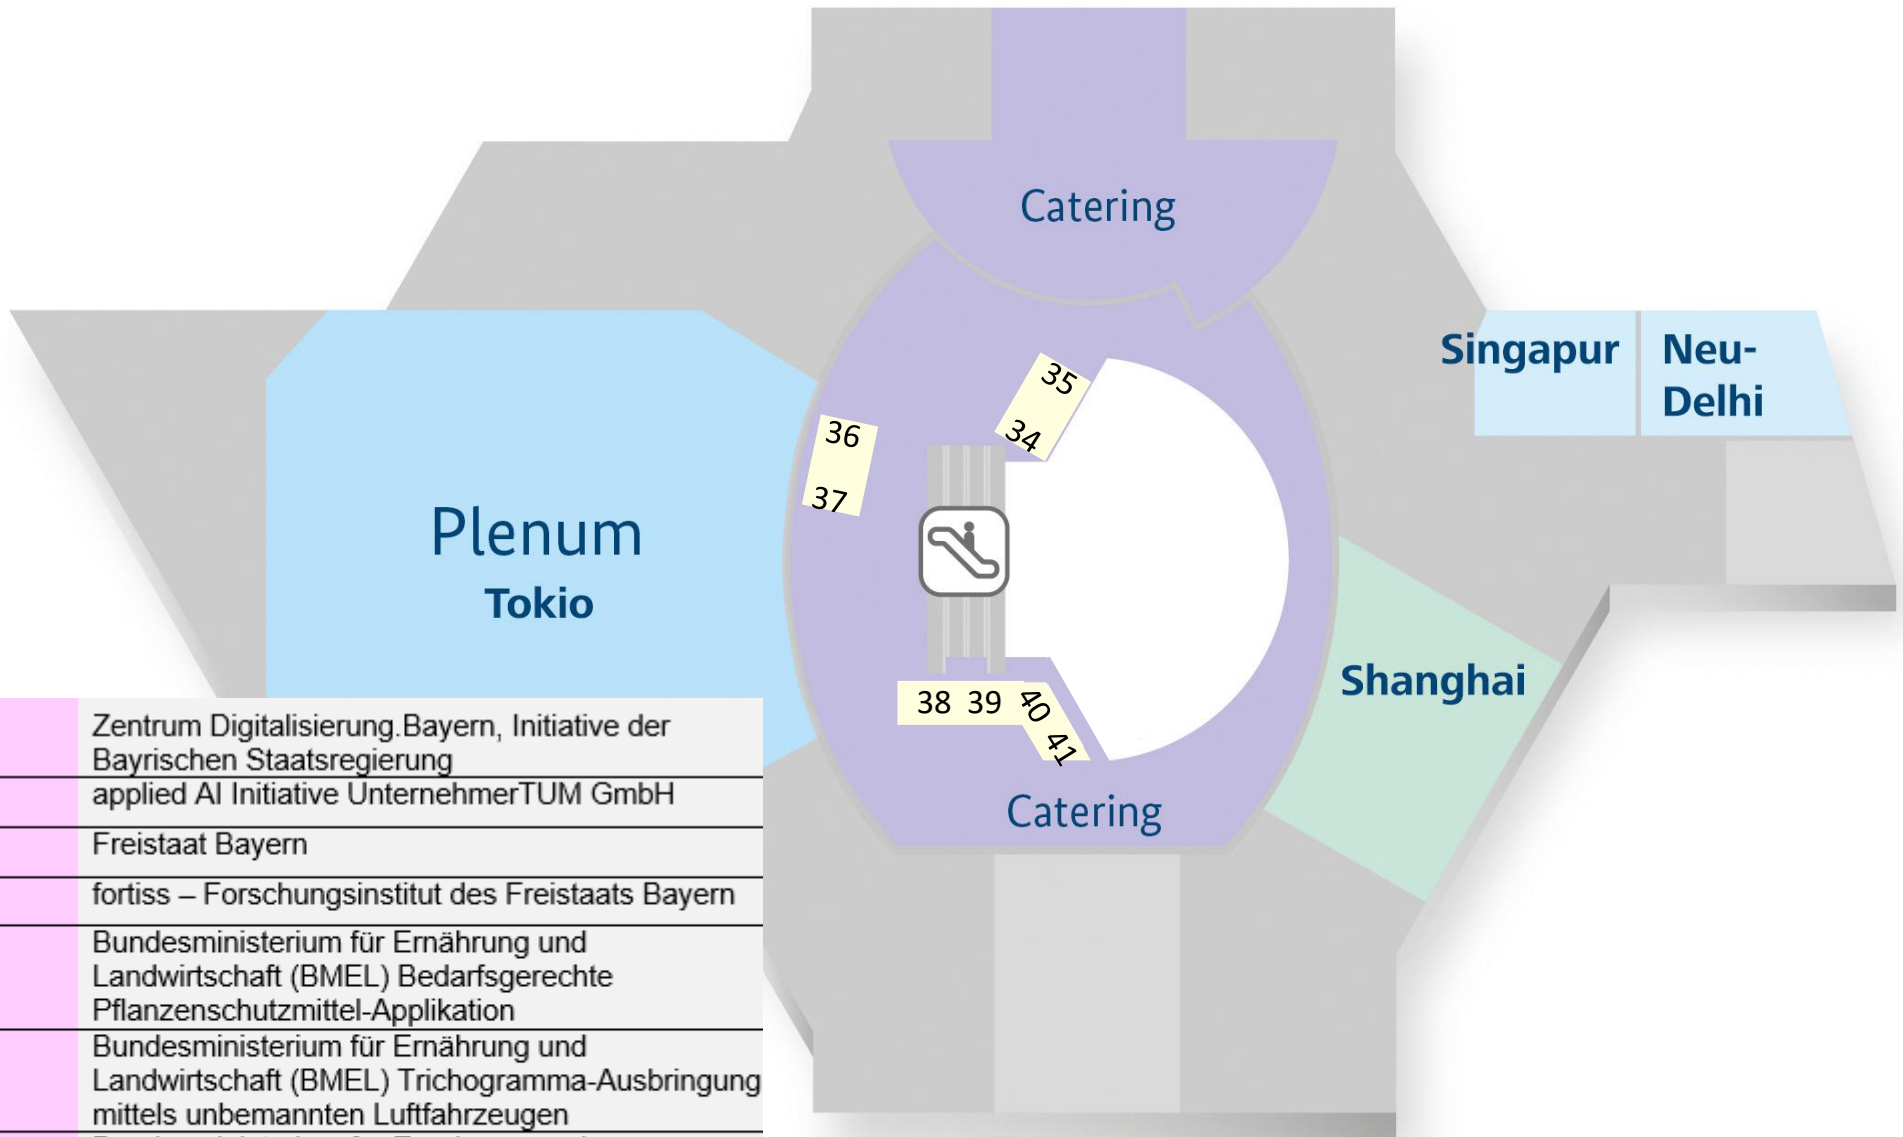 Catering
Singapur
Neu-
Delhi
35
34
36
37
Plenum
Tokio
Shanghai
38 39 40
41
Catering
Zentrum Digitalisierung.Bayern, Initiative der
Bayrischen Staatsregierung
applied AI Initiative UnternehmerTUM GmbH
Freistaat Bayern
fortiss – Forschungsinstitut des Freistaats Bayern
Bundesministerium für Ernährung und
Landwirtschaft (BMEL) Bedarfsgerechte
Pflanzenschutzmittel-Applikation
Bundesministerium für Ernährung und
Landwirtschaft (BMEL) Trichogramma-Ausbringung
mittels unbemannten Luftfahrzeugen